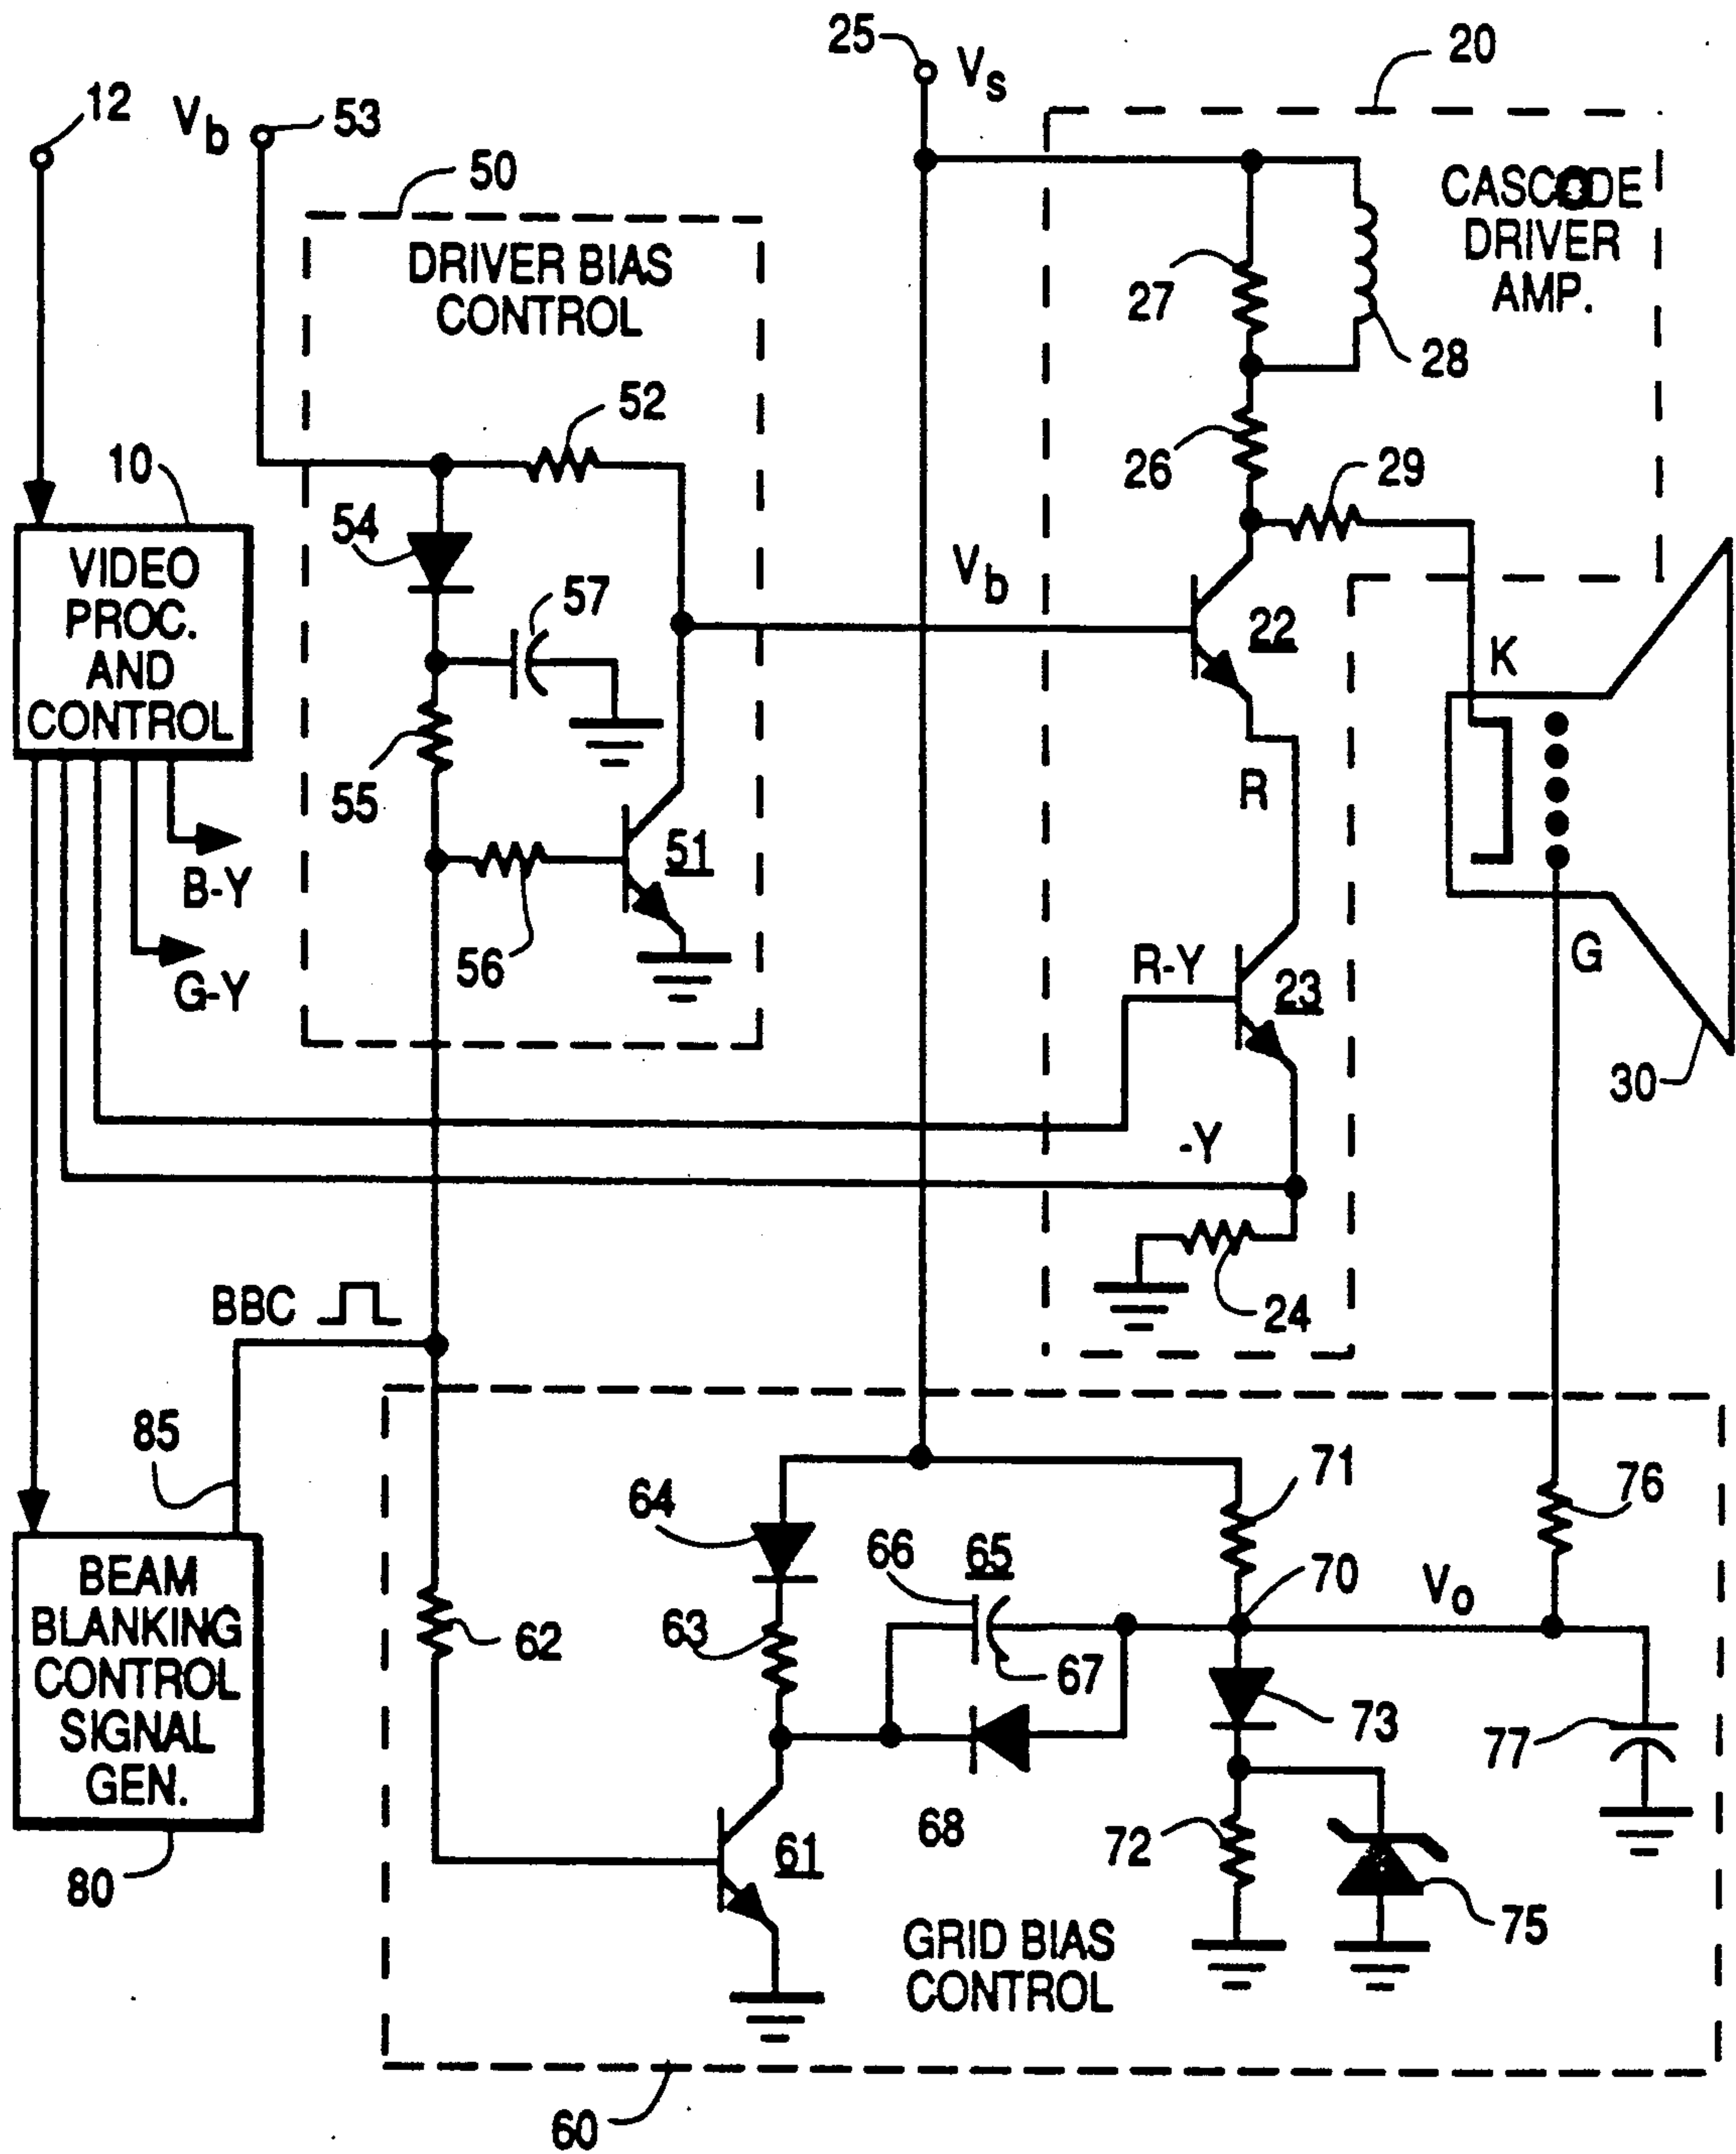 25
Vs
20
12
Vb
53
50
CASCODE
DRIVER
AMP.
DRIVER BIAS
CONTROL
27
28
52
26
29
10
54
VIDEO
PROC.
AND
CONTROL
57
Vb
22
K
55
R
51
B-Y
56
R-Y
23
G
G-Y
30
-Y
BBC
24
85
71
76
64
66
65
70
Vo
BEAM
BLANKING
CONTROL
SIGNAL
GEN.
62
63
67
73
77
68
72
61
80
75
GRID BIAS
CONTROL
60